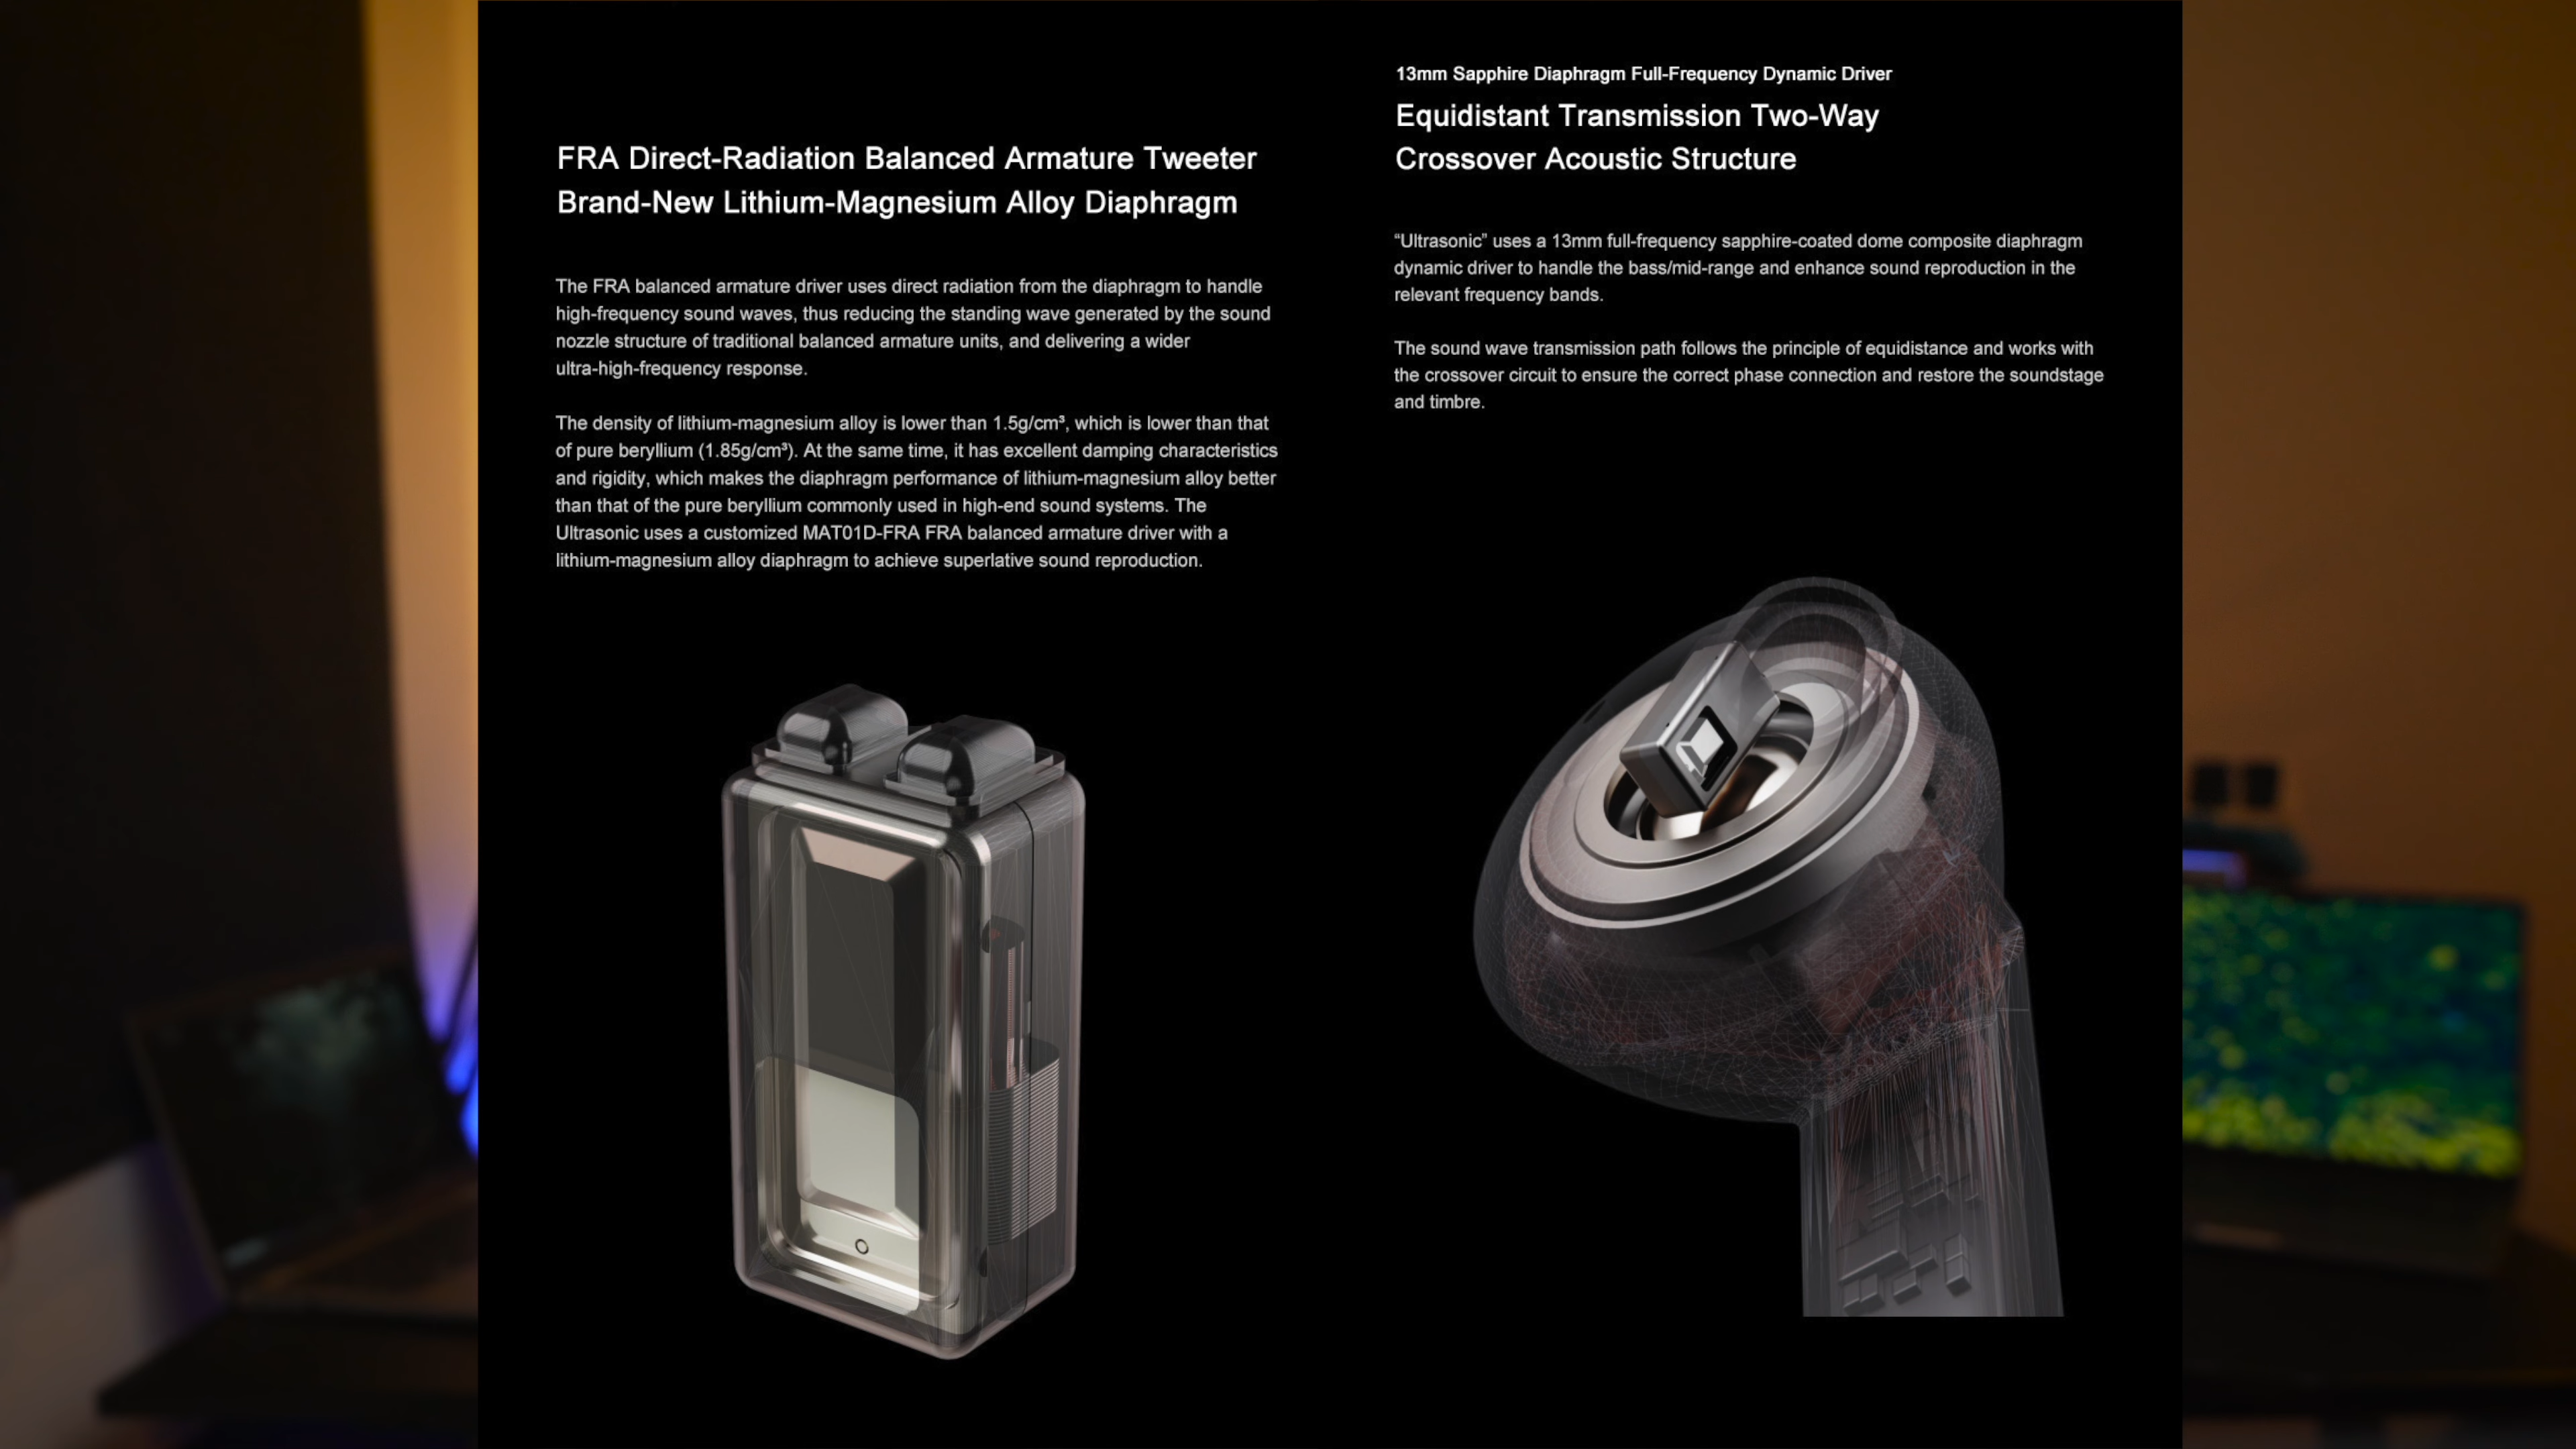 FRA Direct-Radiation Balanced Armature Tweeter
Brand-New Lithium-Magnesium Alloy Diaphragm
The FRA balanced armature driver uses direct radiation from the diaphragm to handle
high-frequency sound waves, thus reducing the standing wave generated by the sound
nozzle structure of traditional balanced armature units, and delivering a wider
ultra-high-frequency response.
The density of lithium-magnesium alloy is lower than 1.5g/cm³, which is lower than that
of pure beryllium (1.85g/cm³). At the same time, it has excellent damping characteristics
and rigidity, which makes the diaphragm performance of lithium-magnesium alloy better
than that of the pure beryllium commonly used in high-end sound systems. The
Ultrasonic uses a customized MAT01D-FRA FRA balanced armature driver with a
lithium-magnesium alloy diaphragm to achieve superlative sound reproduction.
13mm Sapphire Diaphragm Full-Frequency Dynamic Driver
Equidistant Transmission Two-Way
Crossover Acoustic Structure
“Ultrasonic” uses a 13mm full-frequency sapphire-coated dome composite diaphragm
dynamic driver to handle the bass/mid-range and enhance sound reproduction in the
relevant frequency bands.
The sound wave transmission path follows the principle of equidistance and works with
the crossover circuit to ensure the correct phase connection and restore the soundstage
and timbre.